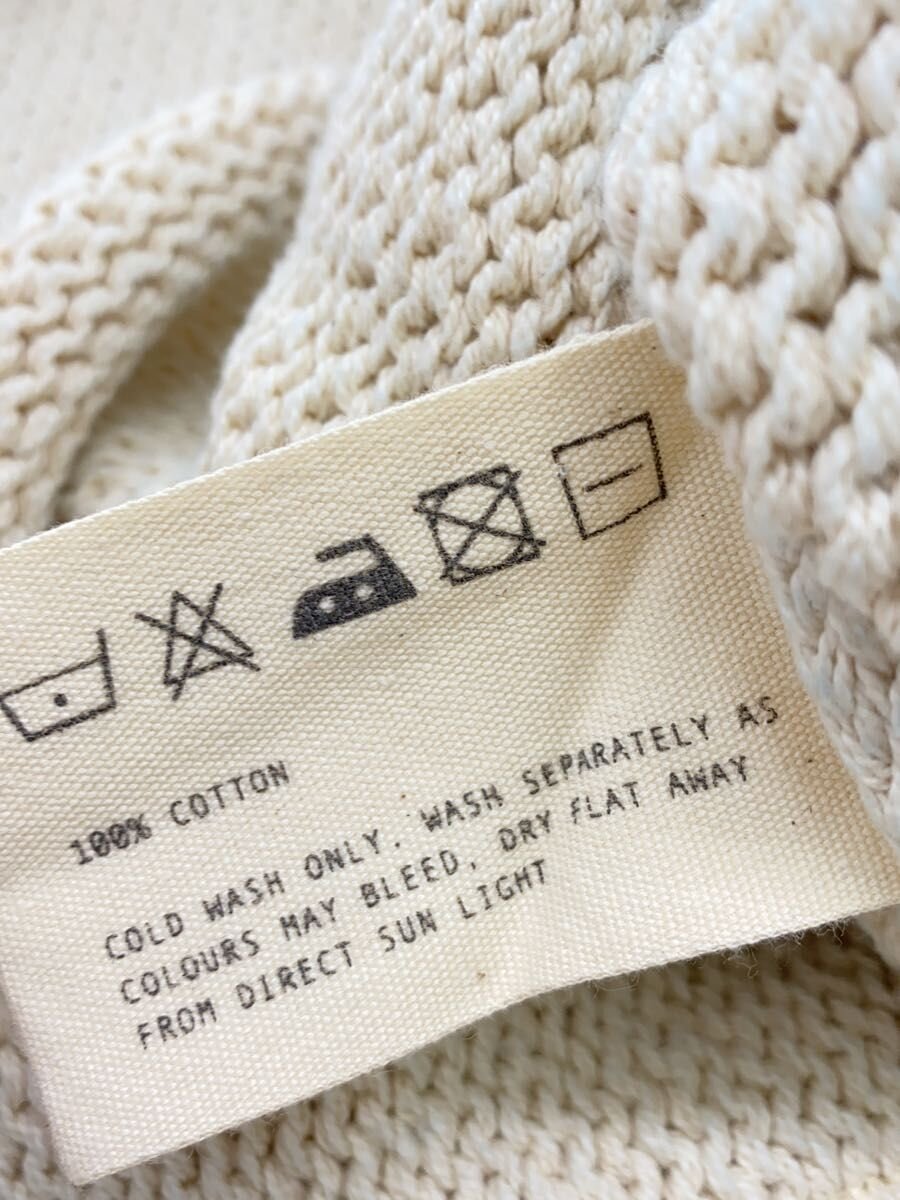 100% COTTON
COLD WASH ONLY. WASH SEPARATELY AS
COLOURS MAY BLEED, DRY FLAT AWAY
FROM DIRECT SUN LIGHT